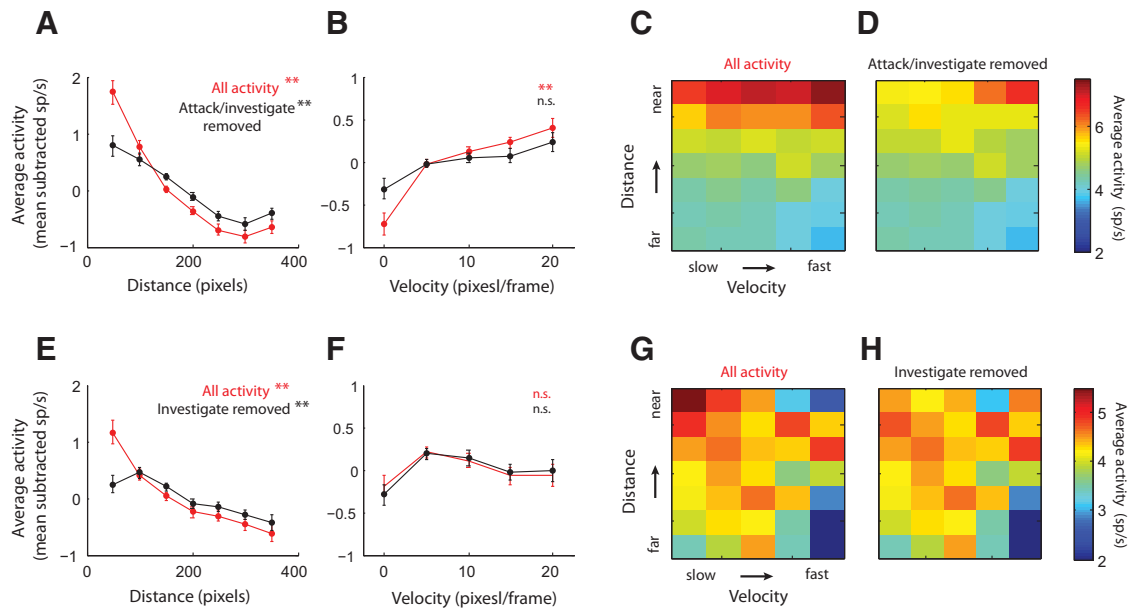 A
B
C
D
Average activity
(mean subtracted sp/s)
2
1
0
−1
All activity **
Attack/investigate **
removed
0
200
400
Distance (pixels)
1
0.5
0
−0.5
−1
**
n.s.
0
10
20
Velocity (pixesl/frame)
All activity
near
Distance
far
slow
fast
Velocity
Attack/investigate removed
6
4
2
Average activity (sp/s)
E
F
G
H
Average activity
(mean subtracted sp/s)
2
1
0
−1
All activity **
Investigate removed **
0
200
400
Distance (pixels)
1
0.5
0
0.5
−1
n.s.
n.s.
0
10
20
Velocity (pixesl/frame)
All activity
near
Distance
far
slow
fast
Velocity
Investigate removed
5
4
3
2
Average activity (sp/s)